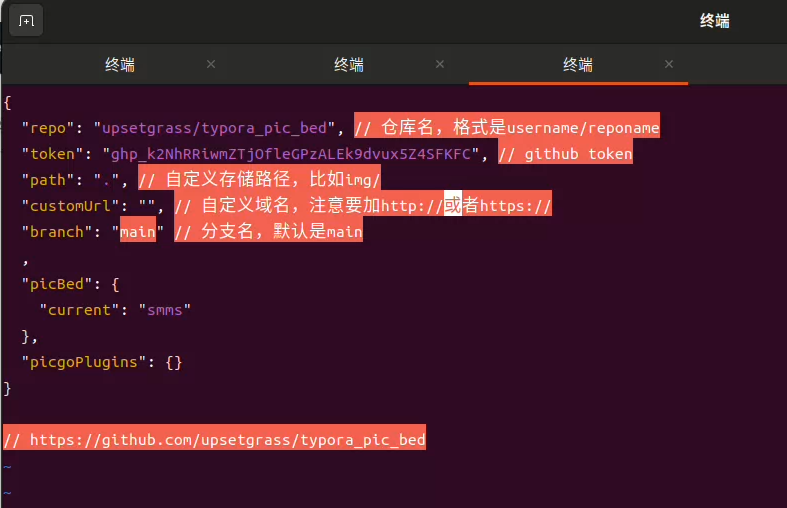 终端
终端 × 终端 × 终端 ×
{
"repo": "upsetgrass/typora_pic_bed", // 仓库名，格式是username/reponame
"token": "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", // github token
"path": ".", // 自定义存储路径，比如img/
"customUrl": "", // 自定义域名，注意要加http://或者https://
"branch": "main" // 分支名，默认是main
,
"picBed": {
"current": "smms"
},
"picgoPlugins": {}
}
// https://github.com/upsetgrass/typora_pic_bed
~
~